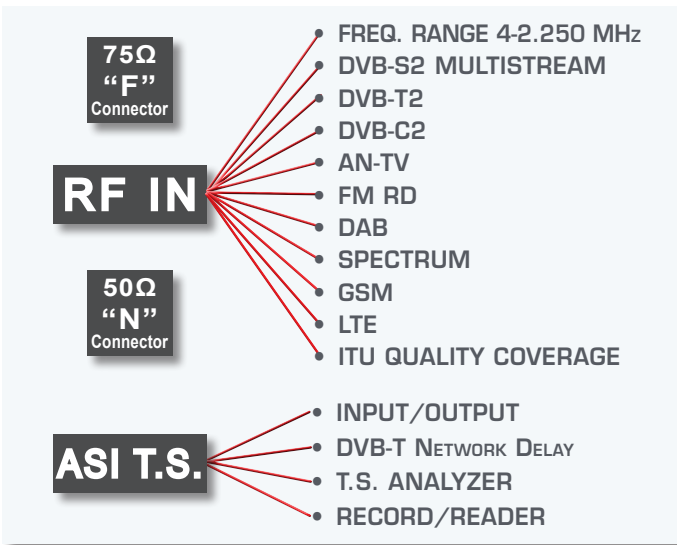 75Ω
“F”
Connector
RF IN
50Ω
“N”
Connector
FREQ. RANGE 4-2.250 MHz
DVB-S2 MULTISTREAM
DVB-T2
DVB-C2
AN-TV
FM RD
DAB
SPECTRUM
GSM
LTE
ITU QUALITY COVERAGE
ASI T.S.
INPUT/OUTPUT
DVB-T Network Delay
T.S. ANALYZER
RECORD/READER